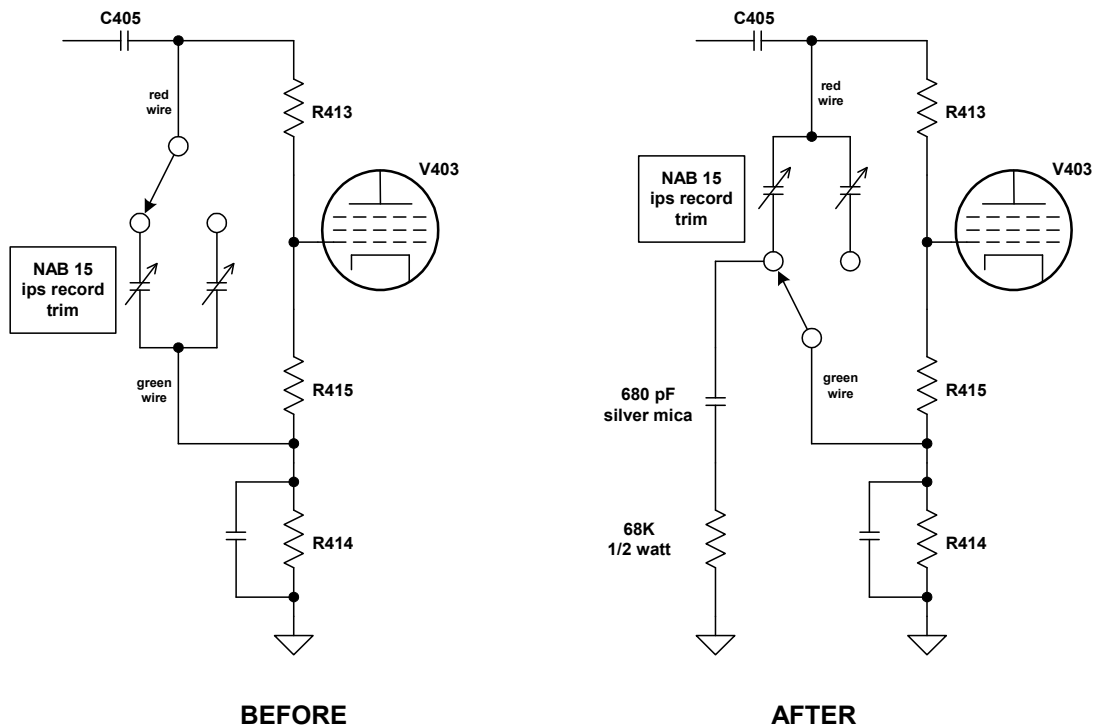 C405
red
wire
R413
V403
NAB 15
ips record
trim
green
wire
R415
R414
BEFORE
C405
red
wire
R413
V403
NAB 15
ips record
trim
green
wire
R415
680 pF
silver mica
68K
1/2 watt
R414
AFTER